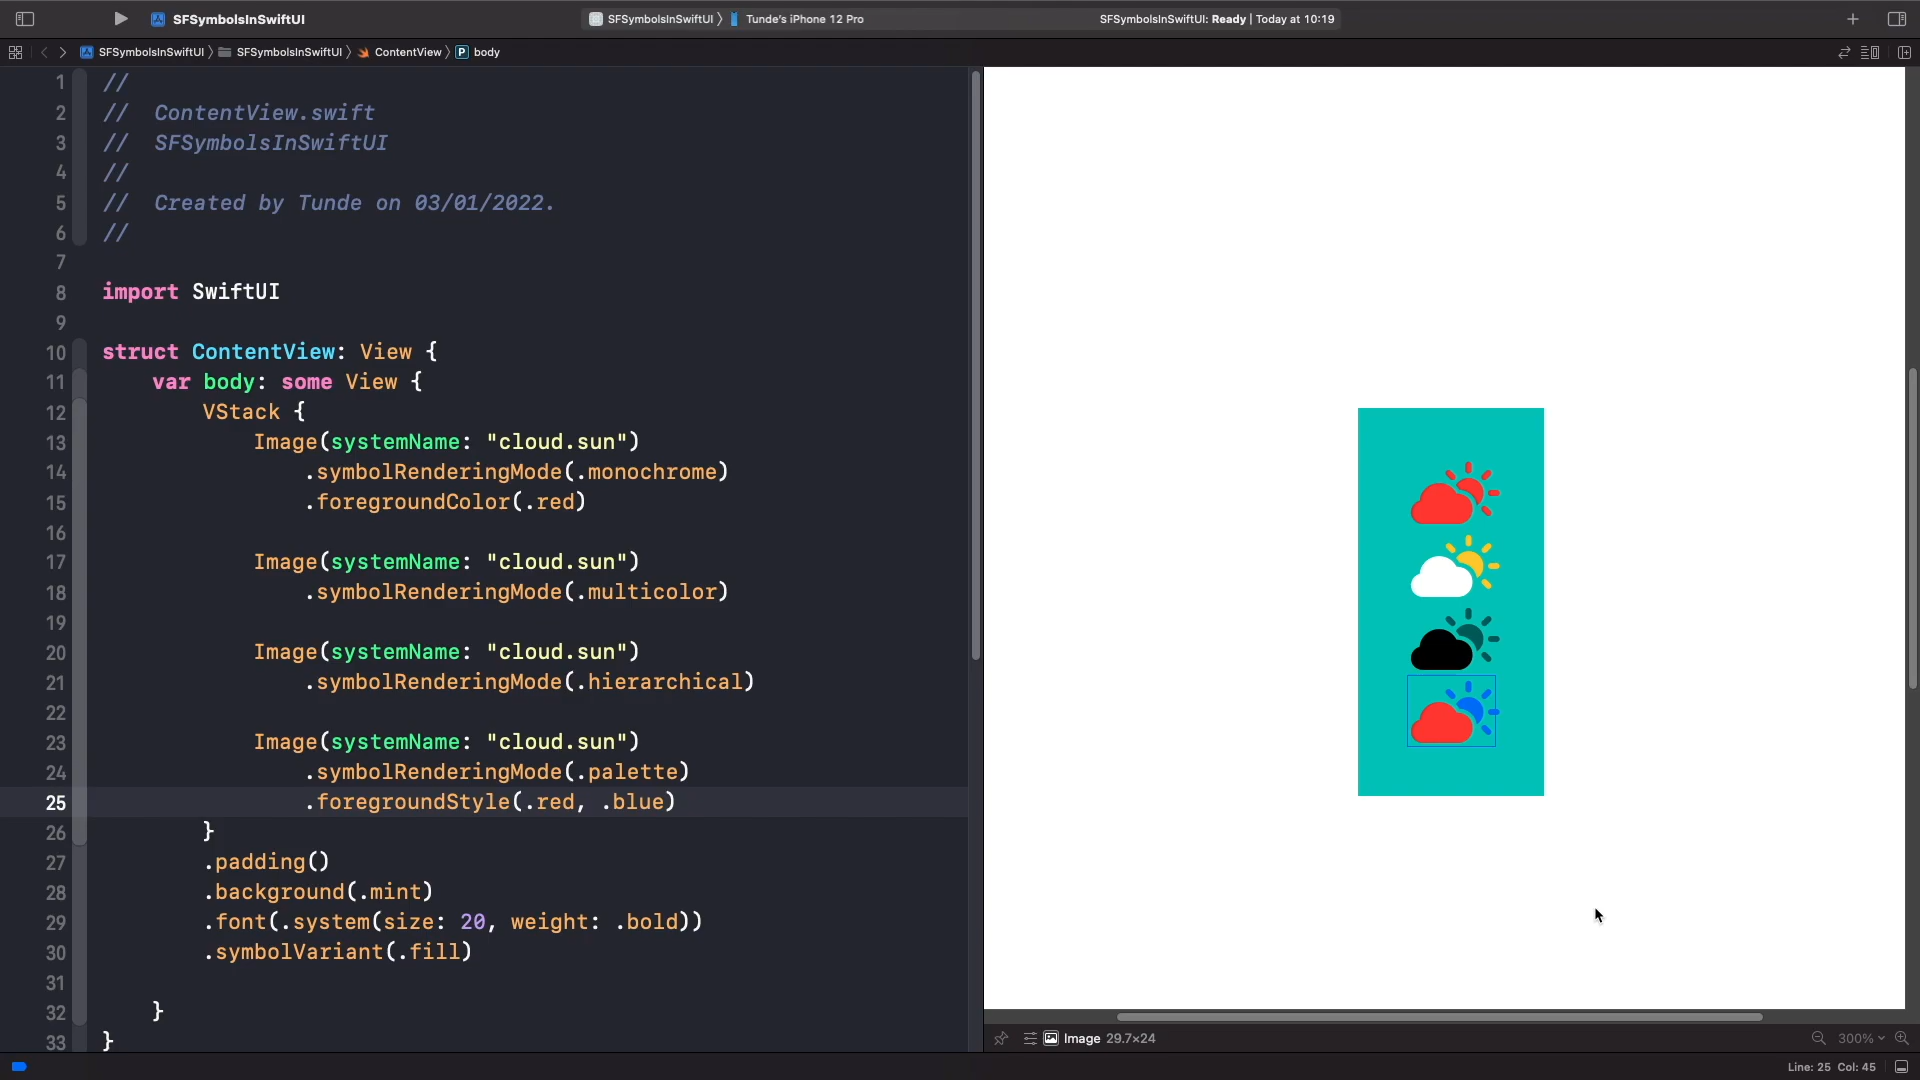 SFSymbolsInSwiftUI
SFSymbolsInSwiftUI 〉 Tunde's iPhone 12 Pro
SFSymbolsInSwiftUI: Ready | Today at 10:19
SFSymbolsInSwiftUI 〉 SFSymbolsInSwiftUI 〉 ContentView 〉 P body
1 //
2 //  ContentView.swift
3 //  SFSymbolsInSwiftUI
4 //
5 //  Created by Tunde on 03/01/2022.
6 //
7
8 import SwiftUI
9
10 struct ContentView: View {
11     var body: some View {
12         VStack {
13             Image(systemName: "cloud.sun")
14                 .symbolRenderingMode(.monochrome)
15                 .foregroundColor(.red)
16
17             Image(systemName: "cloud.sun")
18                 .symbolRenderingMode(.multicolor)
19
20             Image(systemName: "cloud.sun")
21                 .symbolRenderingMode(.hierarchical)
22
23             Image(systemName: "cloud.sun")
24                 .symbolRenderingMode(.palette)
25                 .foregroundStyle(.red, .blue)
26         }
27         .padding()
28         .background(.mint)
29         .font(.system(size: 20, weight: .bold))
30         .symbolVariant(.fill)
31
32     }
33 }
Image 29.7×24
300%
Line: 25 Col: 45